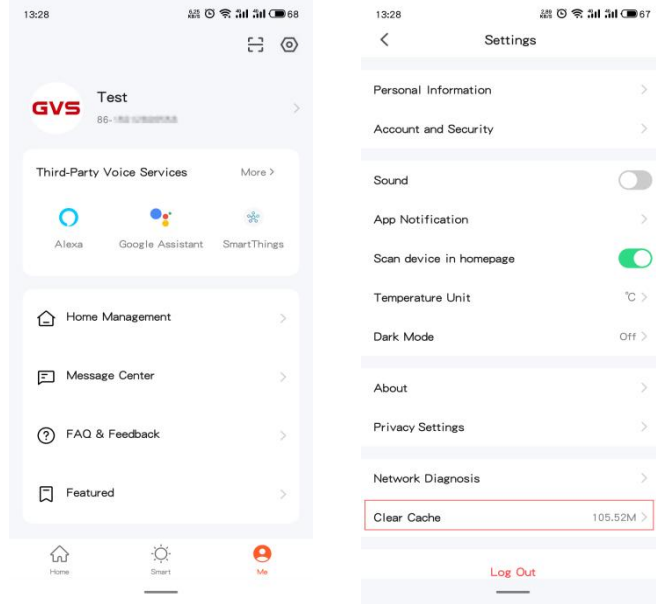 13:28
68
GVS
Test
86-
Third-Party Voice Services More >
Alexa Google Assistant SmartThings
Home Management
Message Center
FAQ & Feedback
Featured
Home Smart Me
13:28
67
Settings
Personal Information
Account and Security
Sound
App Notification
Scan device in homepage
Temperature Unit °C
Dark Mode Off
About
Privacy Settings
Network Diagnosis
Clear Cache 105.52M
Log Out